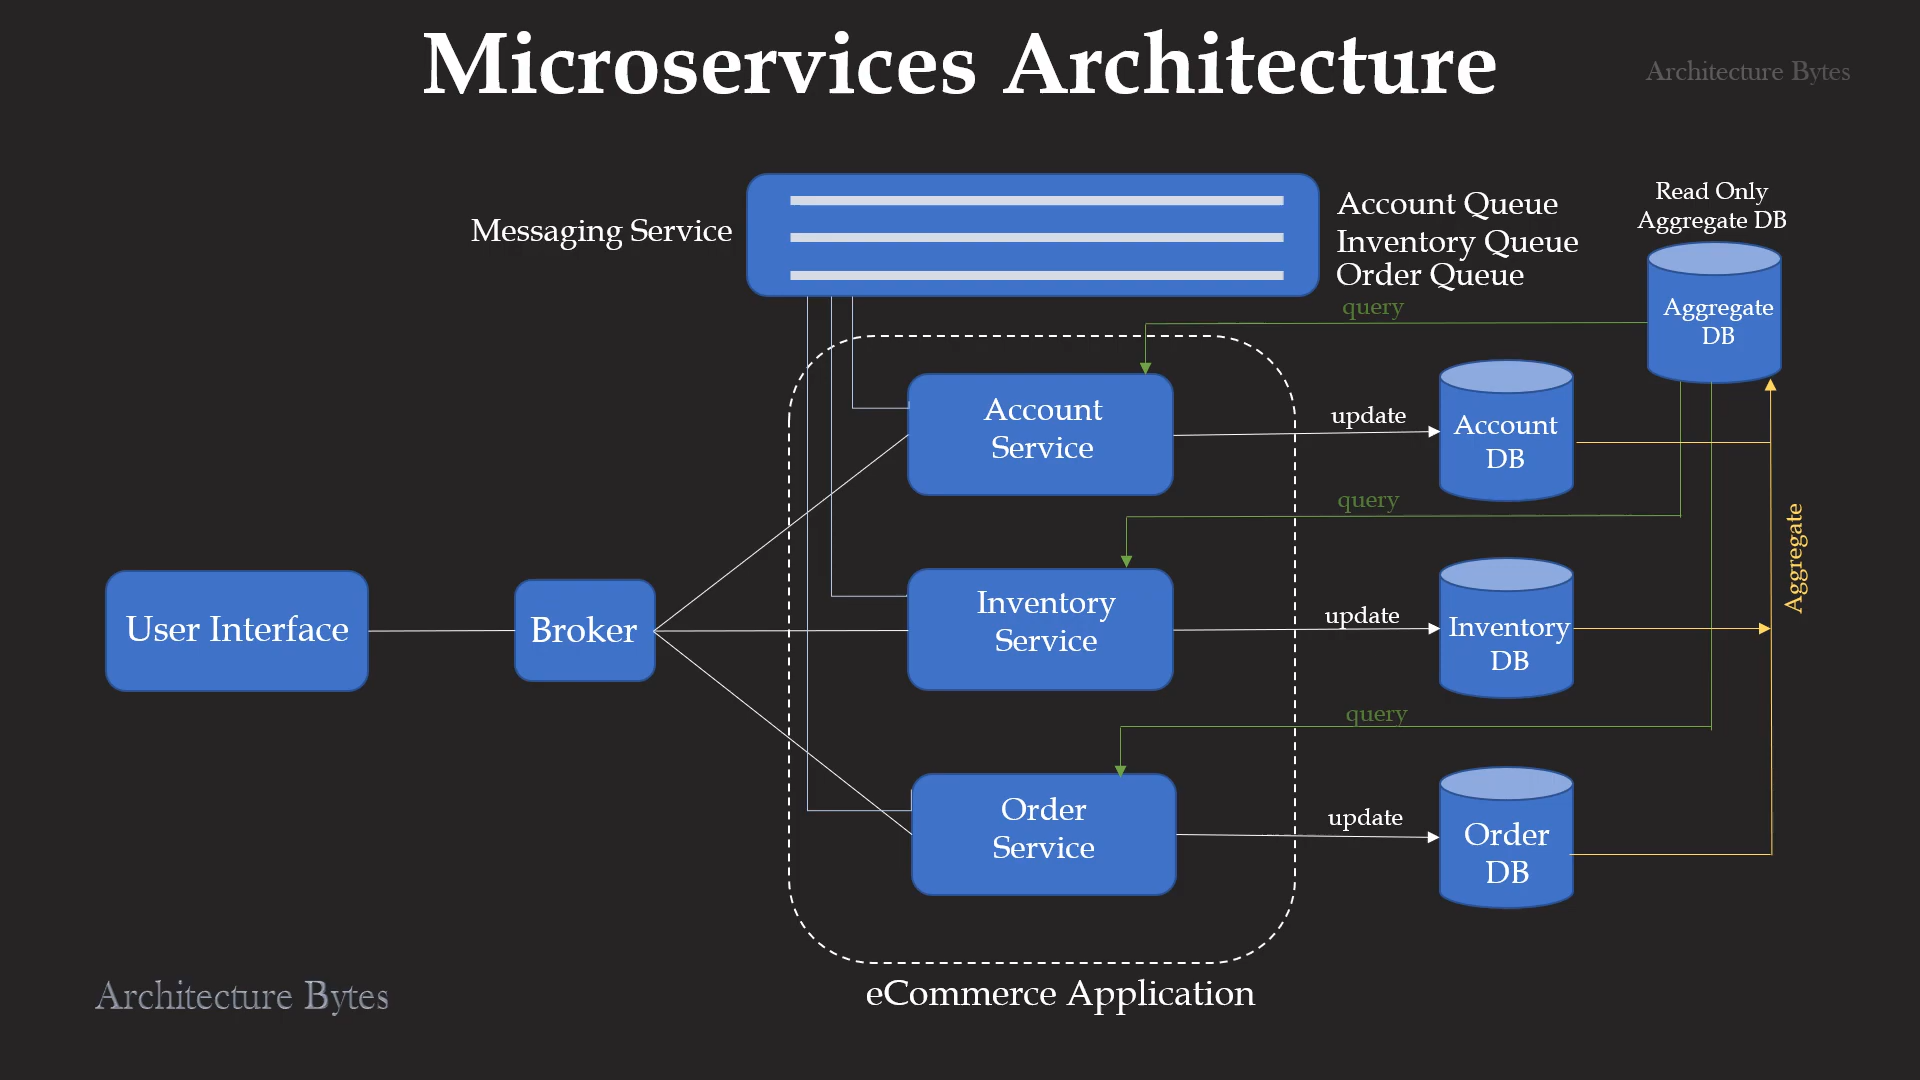 Microservices Architecture
Architecture Bytes
Messaging Service
Account Queue
Inventory Queue
Order Queue
Read Only
Aggregate DB
Aggregate
DB
query
Account
Service
update
Account
DB
query
Aggregate
User Interface
Broker
Inventory
Service
update
Inventory
DB
query
Order
Service
update
Order
DB
eCommerce Application
Architecture Bytes